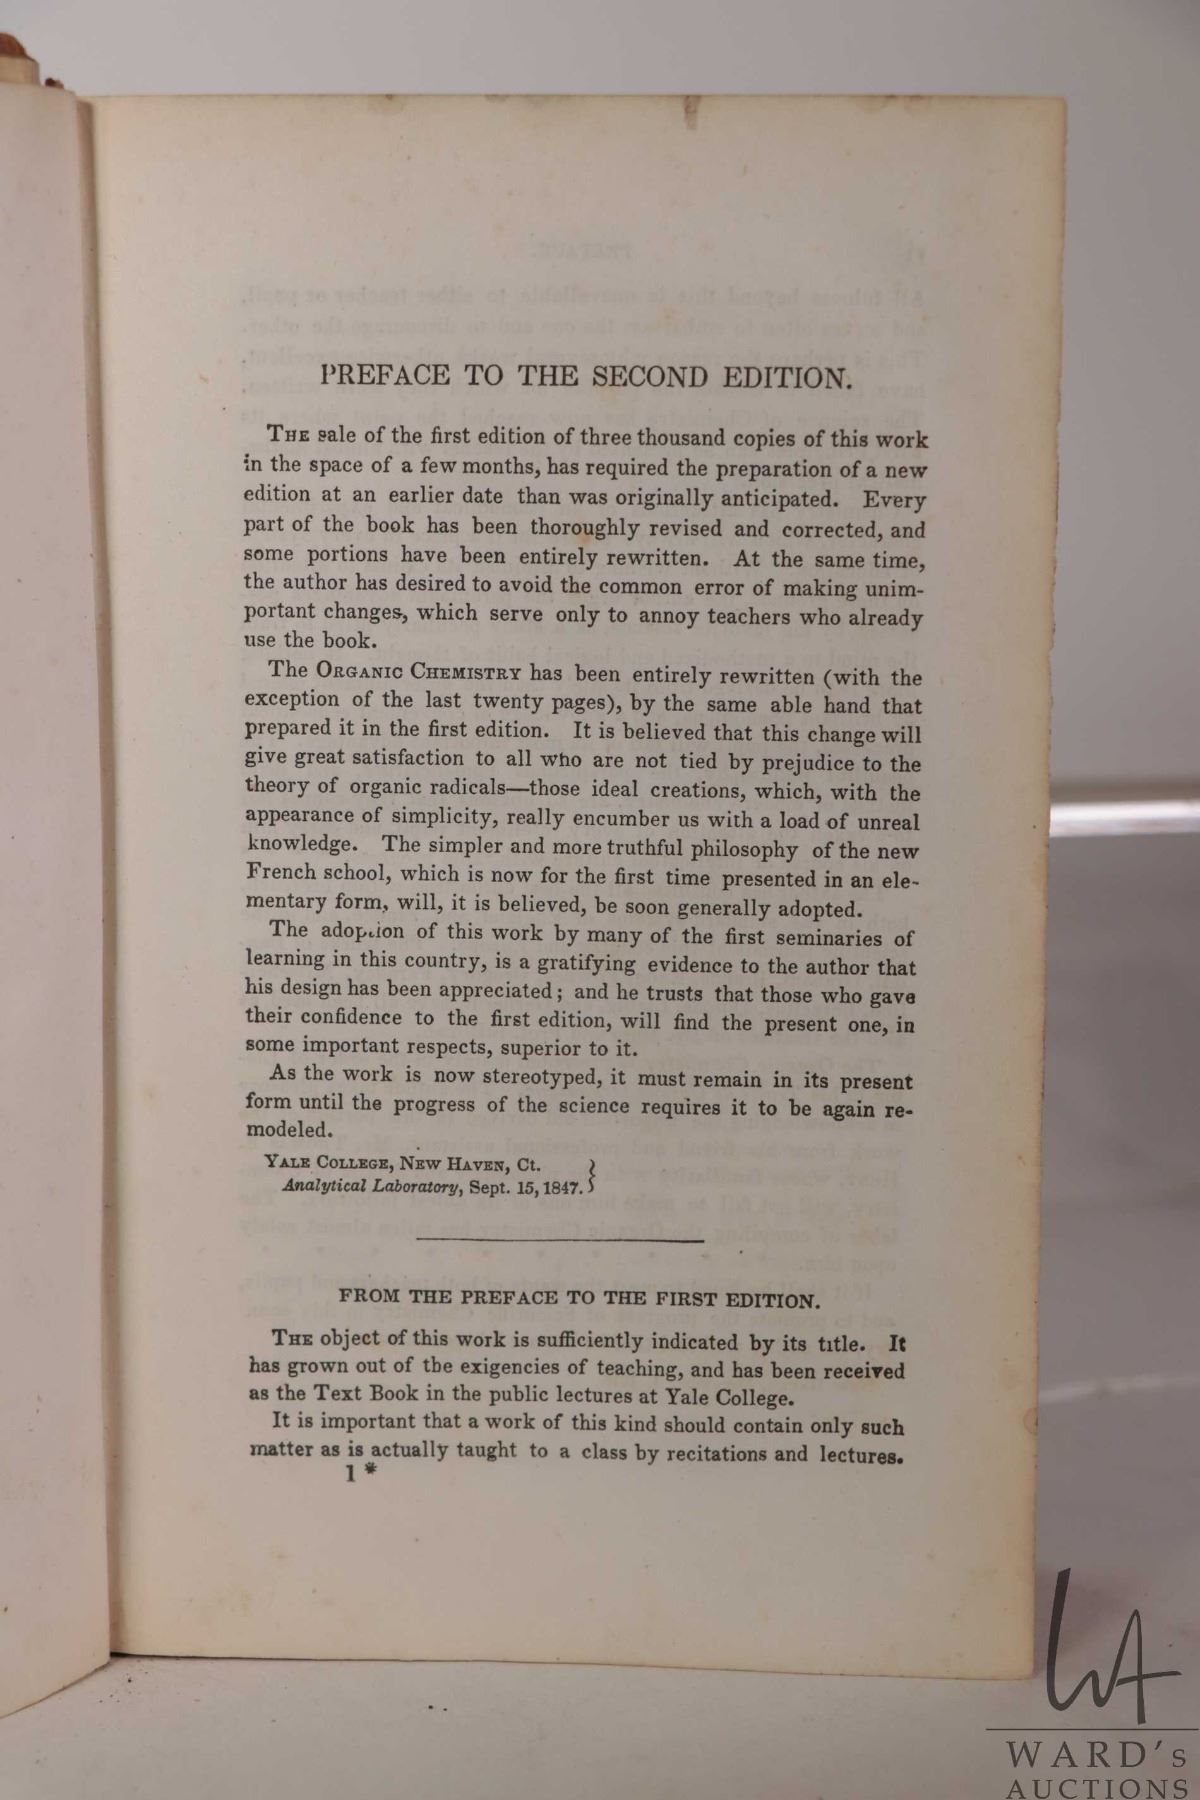 PREFACE TO THE SECOND EDITION.
THE sale of the first edition of three thousand copies of this work
in the space of a few months, has required the preparation of a new
edition at an earlier date than was originally anticipated. Every
part of the book has been thoroughly revised and corrected, and
some portions have been entirely rewritten. At the same time,
the author has desired to avoid the common error of making unim-
portant changes, which serve only to annoy teachers who already
use the book.
The ORGANIC CHEMISTRY has been entirely rewritten (with the
exception of the last twenty pages), by the same able hand that
prepared it in the first edition. It is believed that this change will
give great satisfaction to all who are not tied by prejudice to the
theory of organic radicals—those ideal creations, which, with the
appearance of simplicity, really encumber us with a load of unreal
knowledge. The simpler and more truthful philosophy of the new
French school, which is now for the first time presented in an ele-
mentary form, will, it is believed, be soon generally adopted.
The adoption of this work by many of the first seminaries of
learning in this country, is a gratifying evidence to the author that
his design has been appreciated; and he trusts that those who gave
their confidence to the first edition, will find the present one, in
some important respects, superior to it.
As the work is now stereotyped, it must remain in its present
form until the progress of the science requires it to be again re-
modeled.
YALE COLLEGE, NEW HAVEN, Ct.
Analytical Laboratory, Sept. 15, 1847. }
FROM THE PREFACE TO THE FIRST EDITION.
THE object of this work is sufficiently indicated by its title. It
has grown out of the exigencies of teaching, and has been received
as the Text Book in the public lectures at Yale College.
It is important that a work of this kind should contain only such
matter as is actually taught to a class by recitations and lectures.
1 *
WA
WARD's
AUCTIONS